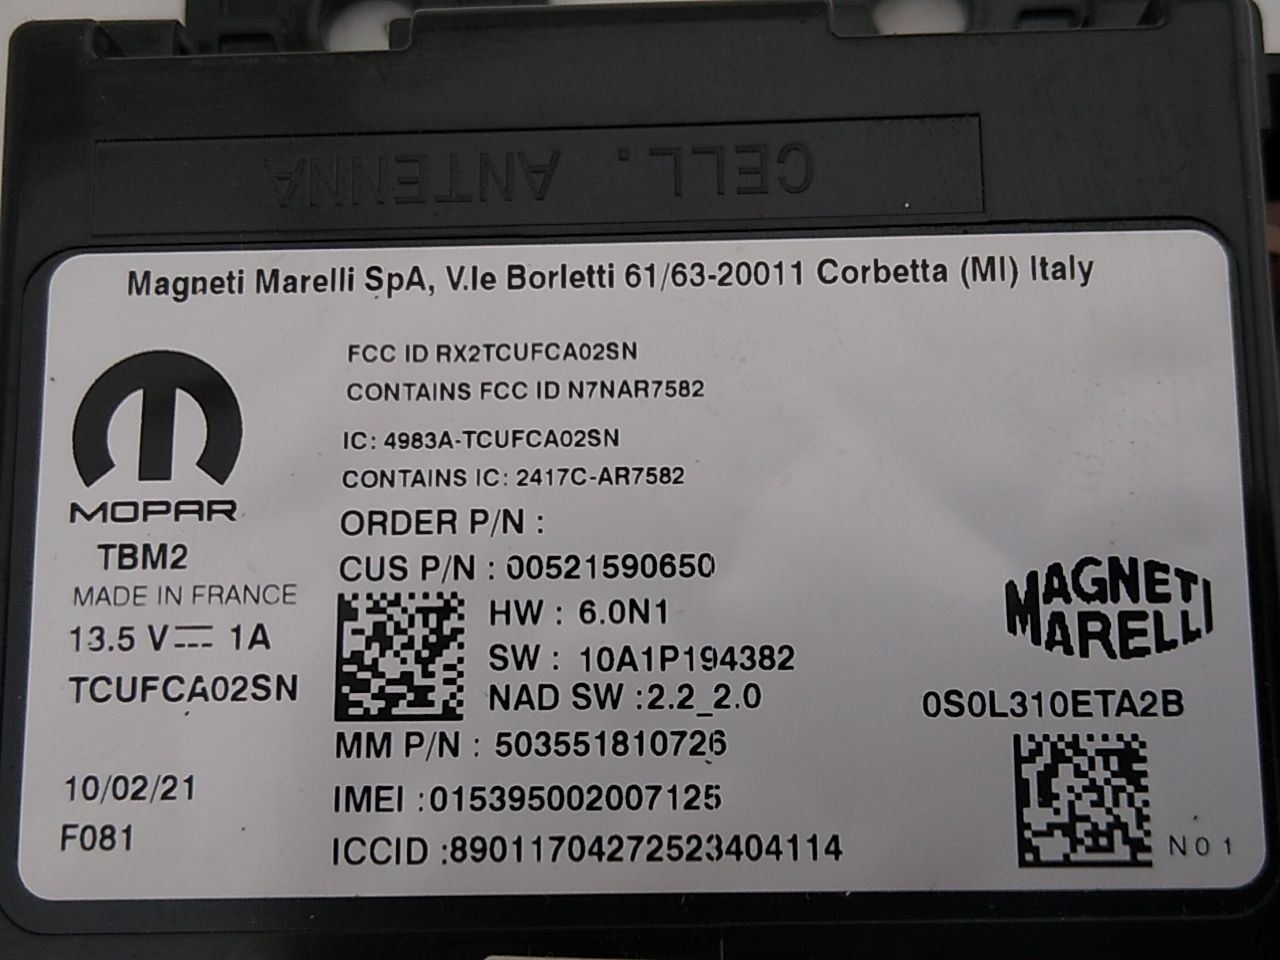 CELL. ANTENNA
Magneti Marelli SpA, V.le Borletti 61/63-20011 Corbetta (MI) Italy
FCC ID RX2TCUFCA02SN
CONTAINS FCC ID N7NAR7582
IC: 4983A-TCUFCA02SN
CONTAINS IC: 2417C-AR7582
MOPAR
TBM2
MADE IN FRANCE
13.5 V⎓ 1A
TCUFCA02SN
10/02/21
F081
ORDER P/N :
CUS P/N : 00521590650
HW : 6.0N1
SW : 10A1P194382
NAD SW :2.2_2.0
MM P/N : 503551810726
IMEI :015395002007125
ICCID :89011704272523404114
MAGNETI
MARELLI
0S0L310ETA2B
N01